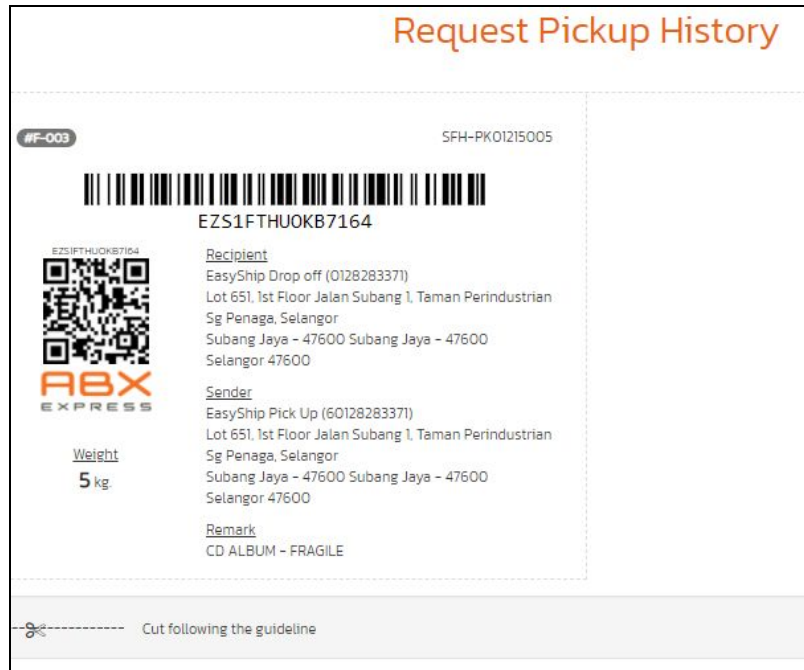 Request Pickup History
#F-003
SFH-PK01215005
EZS1FTHUOKB7164
EZS1FTHUOKB7164
ABX
EXPRESS
Weight
5 kg.
Recipient
EasyShip Drop off (0128283371)
Lot 651, 1st Floor Jalan Subang 1, Taman Perindustrian
Sg Penaga, Selangor
Subang Jaya - 47600 Subang Jaya - 47600
Selangor 47600
Sender
EasyShip Pick Up (60128283371)
Lot 651, 1st Floor Jalan Subang 1, Taman Perindustrian
Sg Penaga, Selangor
Subang Jaya - 47600 Subang Jaya - 47600
Selangor 47600
Remark
CD ALBUM - FRAGILE
Cut following the guideline